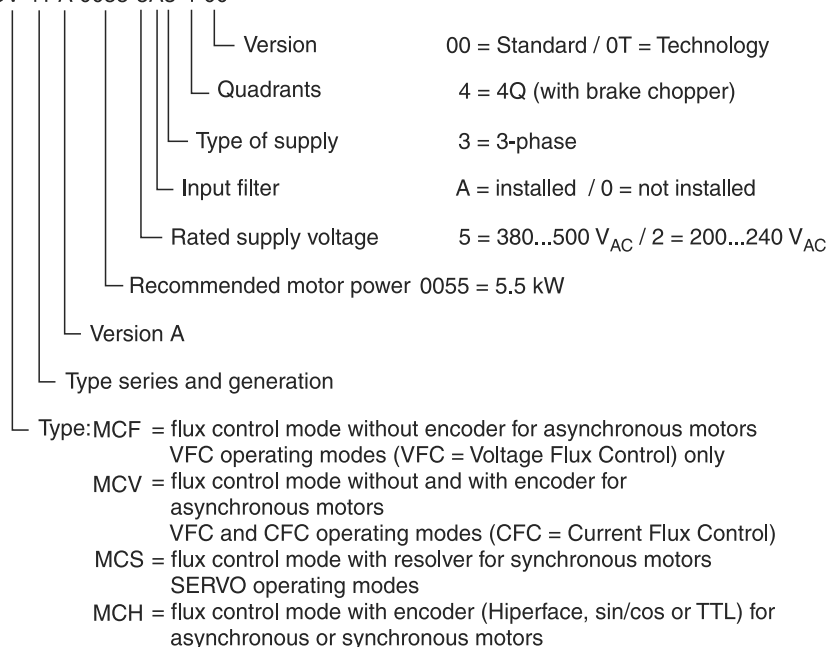 Version 00 = Standard / 0T = Technology
Quadrants 4 = 4Q (with brake chopper)
Type of supply 3 = 3-phase
Input filter A = installed / 0 = not installed
Rated supply voltage 5 = 380...500 VAC / 2 = 200...240 VAC
Recommended motor power 0055 = 5.5 kW
Version A
Type series and generation
Type: MCF = flux control mode without encoder for asynchronous motors
VFC operating modes (VFC = Voltage Flux Control) only
MCV = flux control mode without and with encoder for
asynchronous motors
VFC and CFC operating modes (CFC = Current Flux Control)
MCS = flux control mode with resolver for synchronous motors
SERVO operating modes
MCH = flux control mode with encoder (Hiperface, sin/cos or TTL) for
asynchronous or synchronous motors